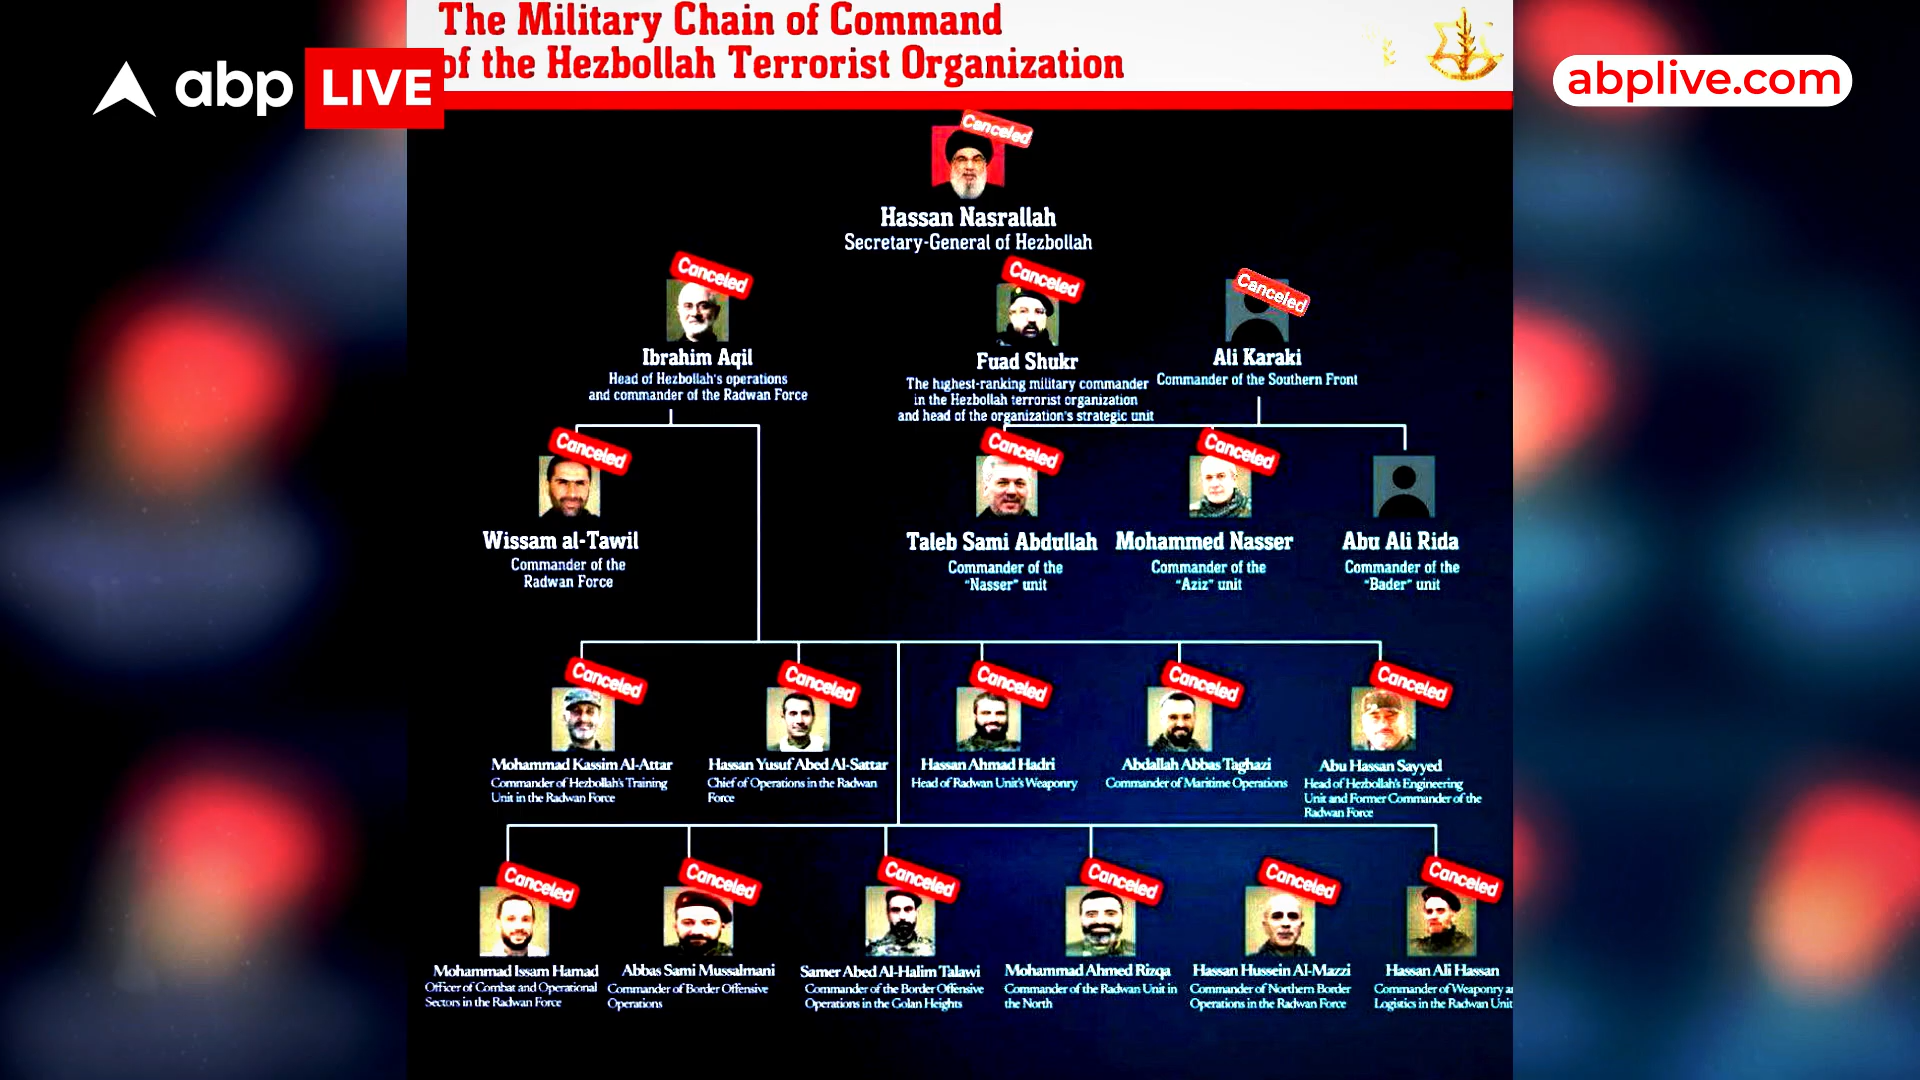 The Military Chain of Command
of the Hezbollah Terrorist Organization
abp LIVE
abplive.com
Canceled
Hassan Nasrallah
Secretary-General of Hezbollah
Canceled
Canceled
Canceled
Ibrahim Aqil
Head of Hezbollah's operations
and commander of the Radwan Force
Fuad Shukr
The highest-ranking military commander
in the Hezbollah terrorist organization
and head of the organization's strategic unit
Ali Karaki
Commander of the Southern Front
Canceled
Canceled
Canceled
Wissam al-Tawil
Commander of the
Radwan Force
Taleb Sami Abdullah
Commander of the
"Nasser" unit
Mohammed Nasser
Commander of the
"Aziz" unit
Abu Ali Rida
Commander of the
"Bader" unit
Canceled
Canceled
Canceled
Canceled
Canceled
Mohammad Kassim Al-Attar
Commander of Hezbollah's Training
Unit in the Radwan Force
Hassan Yusuf Abed Al-Sattar
Chief of Operations in the Radwan
Force
Hassan Ahmad Hadri
Head of Radwan Unit's Weaponry
Abdallah Abbas Taghazi
Commander of Maritime Operations
Abu Hassan Sayyed
Head of Hezbollah's Engineering
Unit and Former Commander of the
Radwan Force
Canceled
Canceled
Canceled
Canceled
Canceled
Canceled
Mohammad Issam Hamad
Officer of Combat and Operational
Sectors in the Radwan Force
Abbas Sami Mussalmani
Commander of Border Offensive
Operations
Samer Abed Al-Halim Talawi
Commander of the Border Offensive
Operations in the Golan Heights
Mohammad Ahmed Rizqa
Commander of the Radwan Unit in
the North
Hassan Hussein Al-Mazzi
Commander of Northern Border
Operations in the Radwan Force
Hassan Ali Hassan
Commander of Weaponry
Logistics in the Radwan Unit